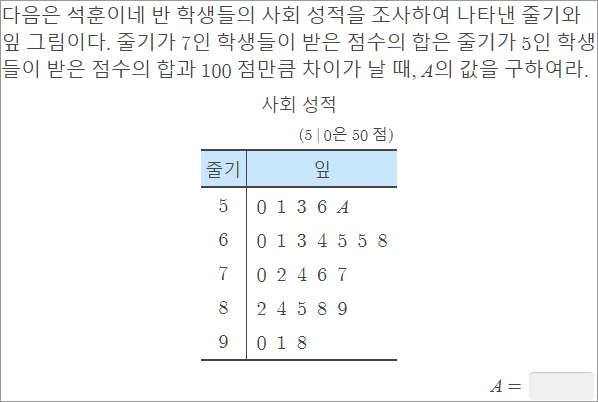 다음은 석훈이네 반 학생들의 사회 성적을 조사하여 나타낸 줄기와
잎 그림이다. 줄기가 7인 학생들이 받은 점수의 합은 줄기가 5인 학생
들이 받은 점수의 합과 100 점만큼 차이가 날 때, A의 값을 구하여라.
사회 성적
(5 | 0은 50 점)
줄기 잎
5 0 1 3 6 A
6 0 1 3 4 5 5 8
7 0 2 4 6 7
8 2 4 5 8 9
9 0 1 8
A =